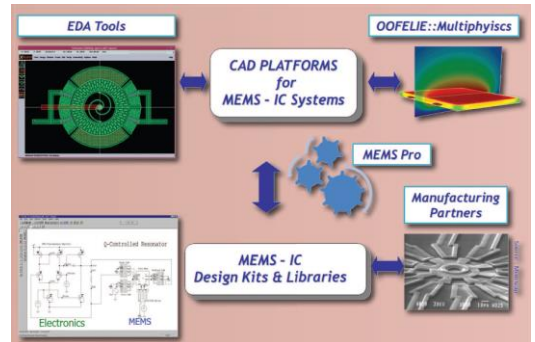 EDA Tools
OOFELIE::Multiphyiscs
CAD PLATFORMS
for
MEMS - IC Systems
MEMS Pro
Manufacturing
Partners
Q-Controlled Resonator
MEMS - IC
Design Kits & Libraries
Electronics
MEMS